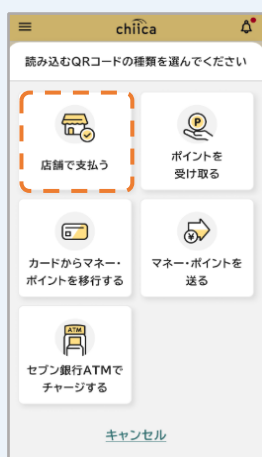 chiica
読み込むQRコードの種類を選んでください
店舗で支払う
P
ポイントを
受け取る
カードからマネー・
ポイントを移行する
¥
マネー・ポイントを
送る
ATM
セブン銀行ATMで
チャージする
キャンセル